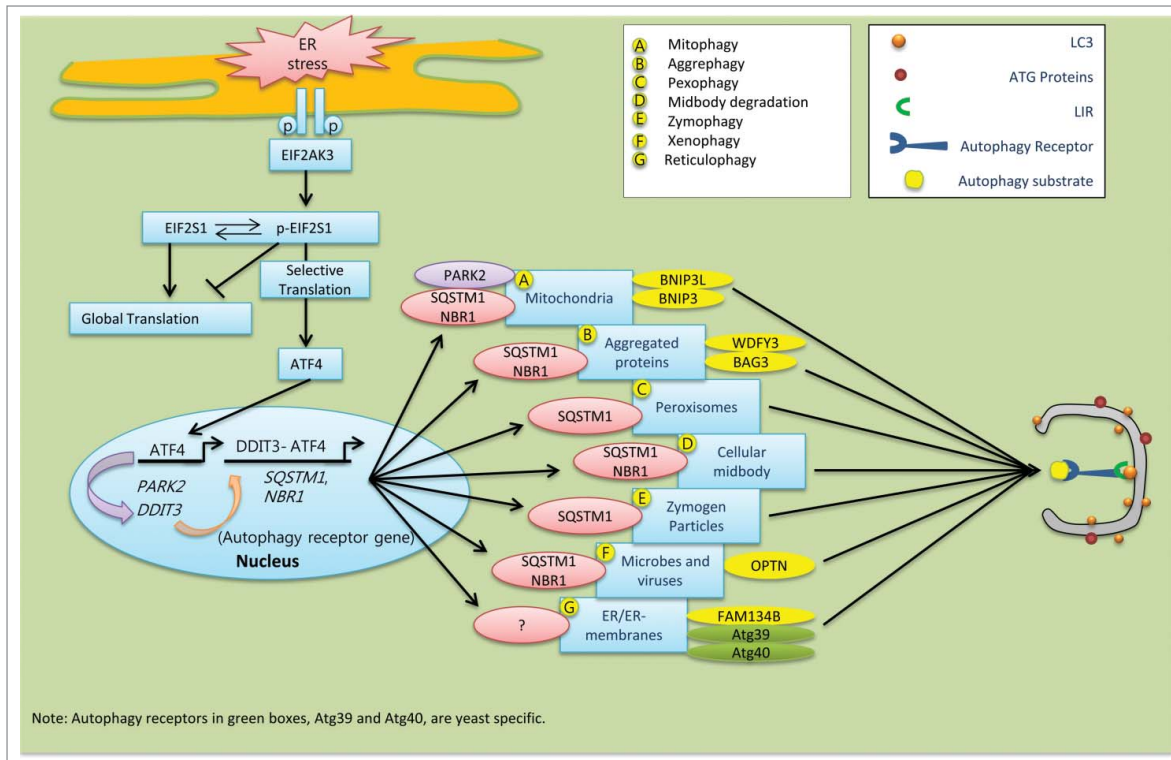 ER
stress
p
p
EIF2AK3
EIF2S1
p-EIF2S1
Selective
Translation
Global Translation
ATF4
ATF4
DDIT3- ATF4
PARK2
DDIT3
SQSTM1,
NBR1
(Autophagy receptor gene)
Nucleus
A Mitophagy
B Aggrephagy
C Pexophagy
D Midbody degradation
E Zymophagy
F Xenophagy
G Reticulophagy
LC3
ATG Proteins
LIR
Autophagy Receptor
Autophagy substrate
PARK2
SQSTM1
NBR1
A
Mitochondria
BNIP3L
BNIP3
SQSTM1
NBR1
B
Aggregated
proteins
WDFY3
BAG3
SQSTM1
C
Peroxisomes
SQSTM1
NBR1
D
Cellular
midbody
SQSTM1
E
Zymogen
Particles
SQSTM1
NBR1
F
Microbes and
viruses
OPTN
?
G
ER/ER-
membranes
FAM134B
Atg39
Atg40
Note: Autophagy receptors in green boxes, Atg39 and Atg40, are yeast specific.